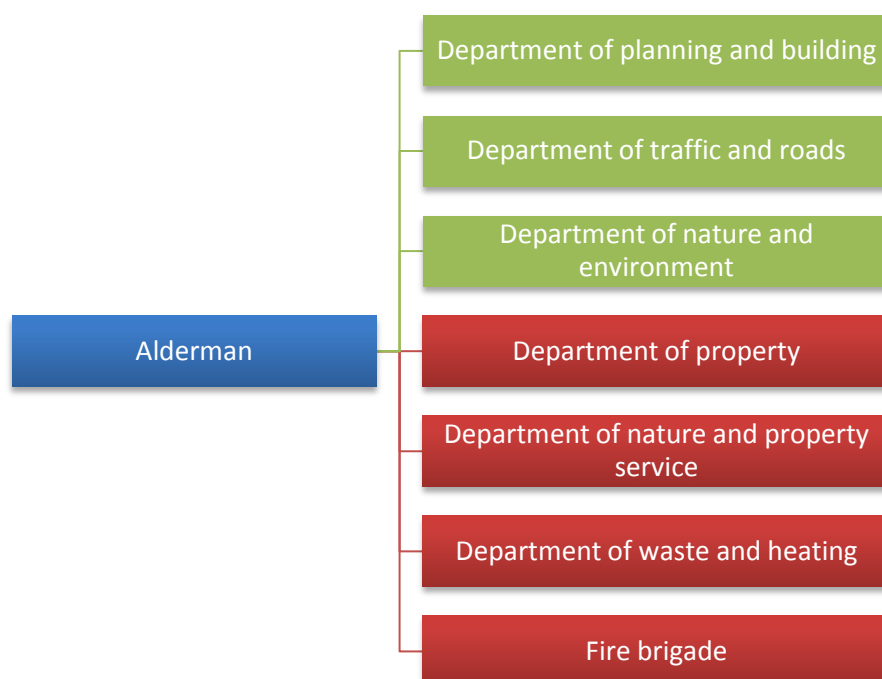 Department of planning and building
Department of traffic and roads
Department of nature and
environment
Alderman
Department of property
Department of nature and property
service
Department of waste and heating
Fire brigade